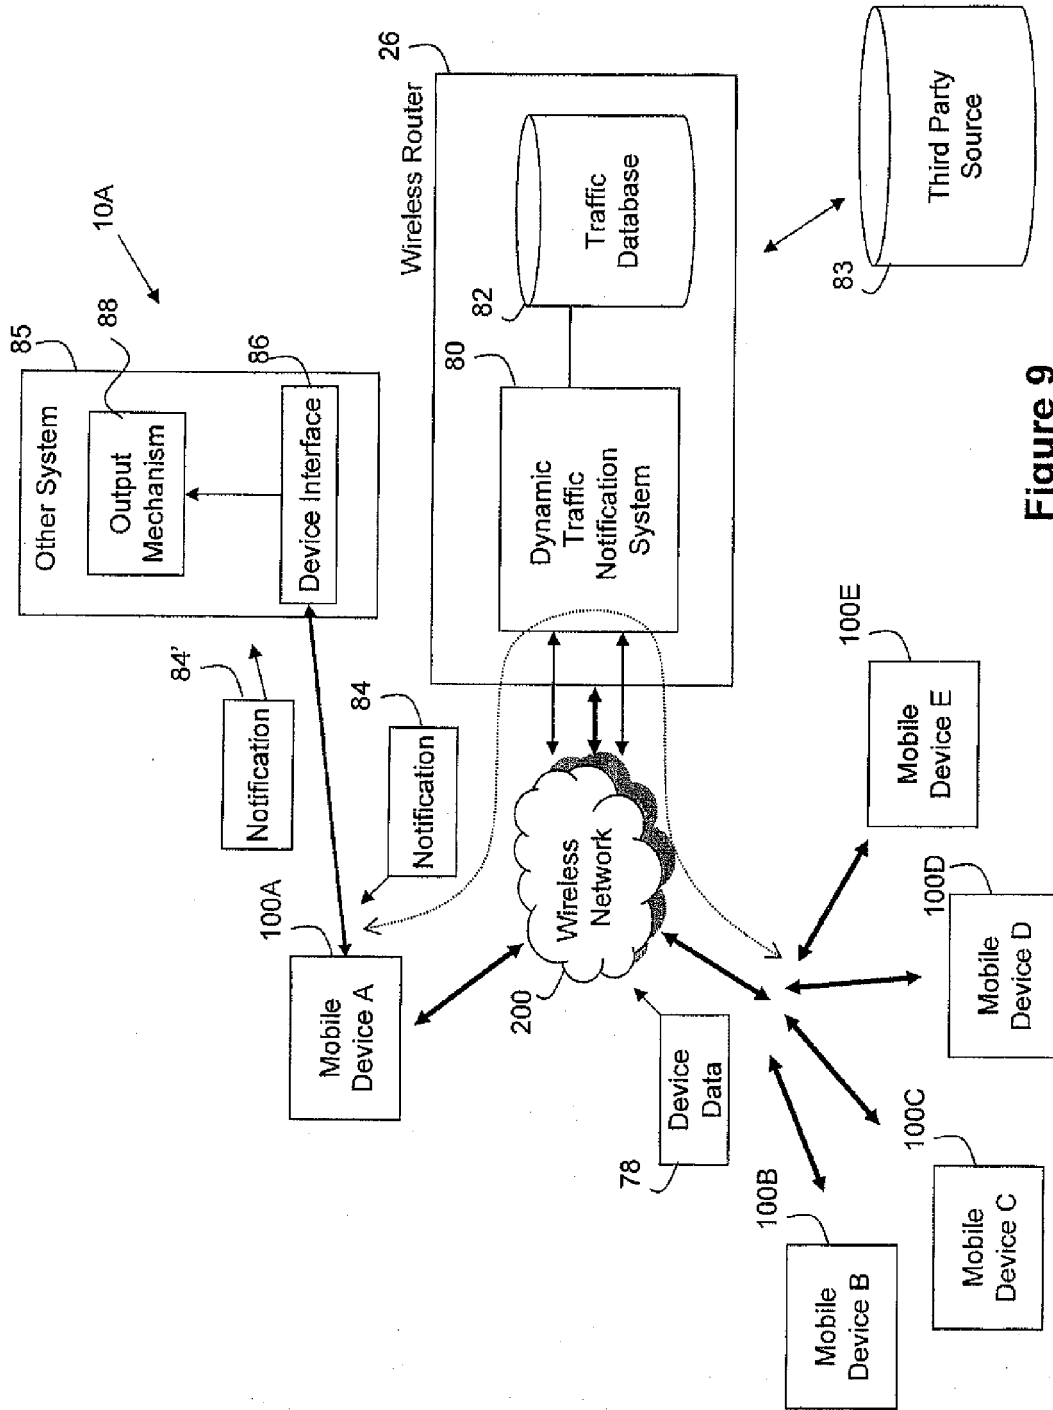 10A
85
Other System
88
Output
Mechanism
86
Device Interface
84'
Notification
84
Notification
100A
Mobile
Device A
26
Wireless Router
80
Dynamic
Traffic
Notification
System
82
Traffic
Database
200
Wireless
Network
83
Third Party
Source
78
Device
Data
100B
Mobile
Device B
100C
Mobile
Device C
100D
Mobile
Device D
100E
Mobile
Device E
Figure 9